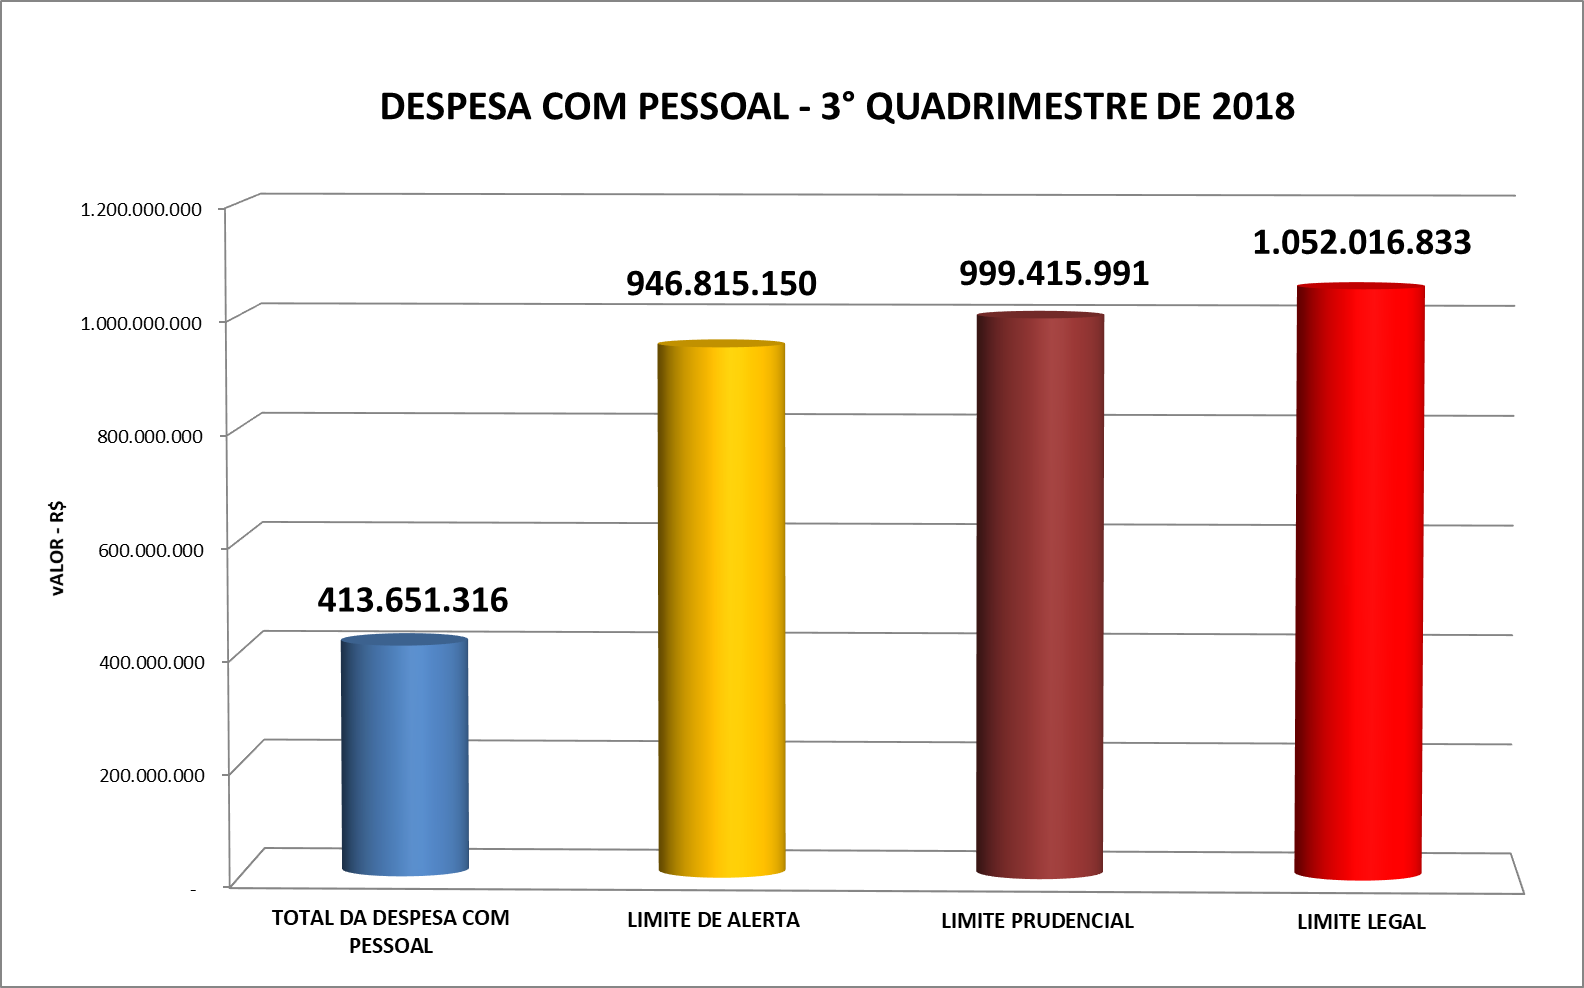 DESPESA COM PESSOAL - 3° QUADRIMESTRE DE 2018
1.200.000.000
1.000.000.000
800.000.000
600.000.000
400.000.000
200.000.000
-
vALOR - R$
413.651.316
946.815.150
999.415.991
1.052.016.833
TOTAL DA DESPESA COM
PESSOAL
LIMITE DE ALERTA
LIMITE PRUDENCIAL
LIMITE LEGAL